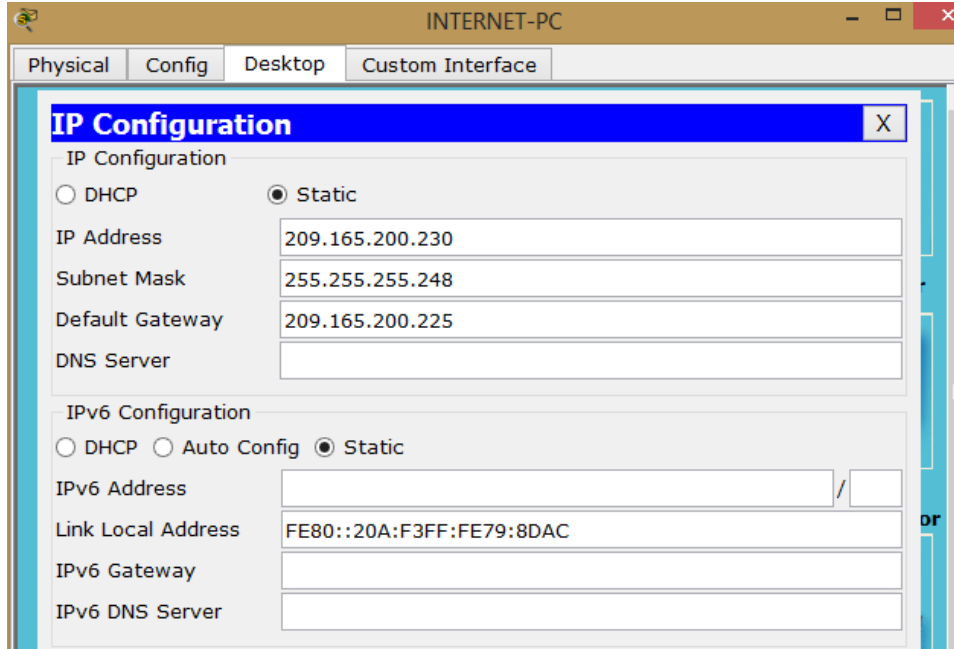 INTERNET-PC
Physical Config Desktop Custom Interface
IP Configuration X
IP Configuration
DHCP Static
IP Address 209.165.200.230
Subnet Mask 255.255.255.248
Default Gateway 209.165.200.225
DNS Server
IPv6 Configuration
DHCP Auto Config Static
IPv6 Address /
Link Local Address FE80::20A:F3FF:FE79:8DAC
or
IPv6 Gateway
IPv6 DNS Server